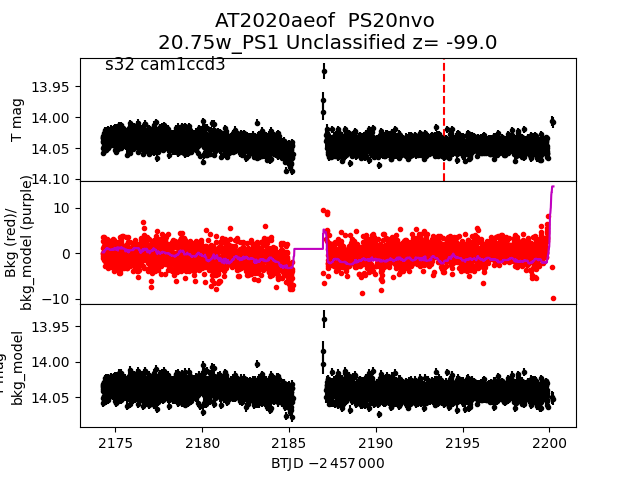 AT2020aeof PS20nvo
20.75w_PS1 Unclassified z= -99.0
s32 cam1ccd3
13.95
14.00
14.05
14.10
T mag
10
0
−10
Bkg (red)/
bkg_model (purple)
13.95
14.00
14.05
bkg_model
2175
2180
2185
2190
2195
2200
BTJD −2 457 000